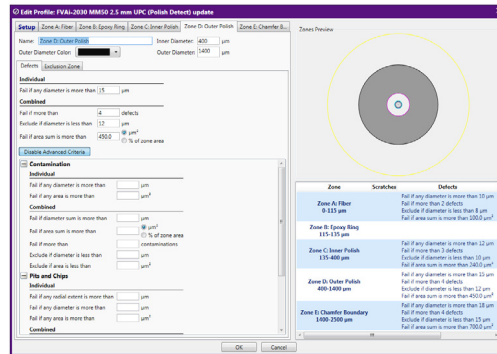 Edit Profile: FVAi-2030 MM50 2.5 mm UPC (Polish Detect) update
Setup Zone A: Fiber Zone B: Epoxy Ring Zone C: Inner Polish Zone D: Outer Polish Zone E: Chamfer B...
Name: Zone D: Outer Polish Inner Diameter: 400 µm
Outer Diameter Color: Outer Diameter: 1400 µm
Defects Exclusion Zone
Individual
Fail if any diameter is more than 15 µm
Combined
Fail if more than 4 defects
Exclude if diameter is less than 12 µm
Fail if area sum is more than 450.0 µm²
% of zone area
Disable Advanced Criteria
Contamination
Individual
Fail if any diameter is more than µm
Fail if any area is more than µm²
Combined
Fail if diameter sum is more than µm
Fail if area sum is more than µm²
% of zone area
Fail if more than contaminations
Exclude if diameter is less than µm
Exclude if area is less than µm²
Pits and Chips
Individual
Fail if any radial extent is more than µm
Fail if any diameter is more than µm
Fail if any area is more than µm²
Combined
Zones Preview
Zone Scratches Defects
Zone A: Fiber
0-115 µm
Fail if any diameter is more than 10 µm
Fail if more than 2 defects
Exclude if diameter is less than 8 µm
Fail if area sum is more than 100.0 µm²
Zone B: Epoxy Ring
115-135 µm
Zone C: Inner Polish
135-400 µm
Fail if any diameter is more than 12 µm
Fail if more than 3 defects
Exclude if diameter is less than 10 µm
Fail if area sum is more than 240.0 µm²
Zone D: Outer Polish
400-1400 µm
Fail if any diameter is more than 15 µm
Fail if more than 4 defects
Exclude if diameter is less than 12 µm
Fail if area sum is more than 450.0 µm²
Zone E: Chamfer Boundary
1400-2500 µm
Fail if any diameter is more than 18 µm
Fail if more than 4 defects
Exclude if diameter is less than 15 µm
Fail if area sum is more than 700.0 µm²
OK Cancel